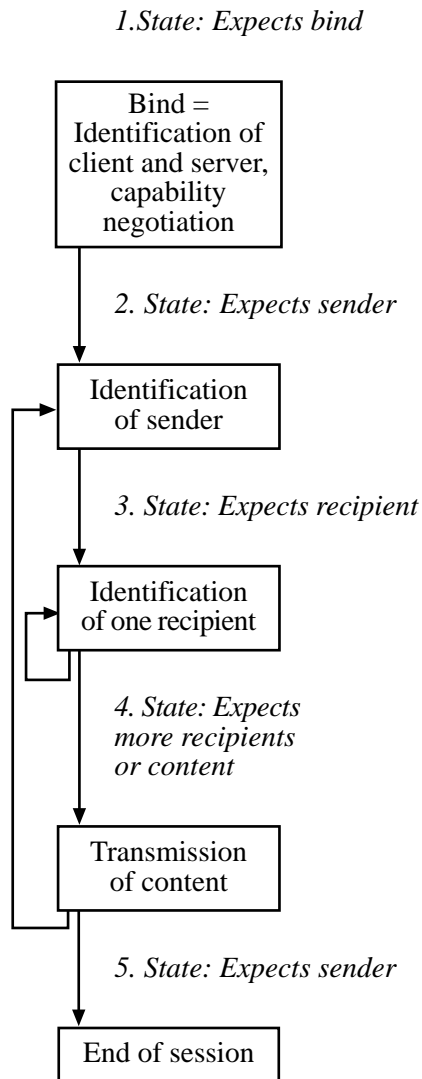 1.State: Expects bind
Bind =
Identification of
client and server,
capability
negotiation
2. State: Expects sender
Identification
of sender
3. State: Expects recipient
Identification
of one recipient
4. State: Expects
more recipients
or content
Transmission
of content
5. State: Expects sender
End of session